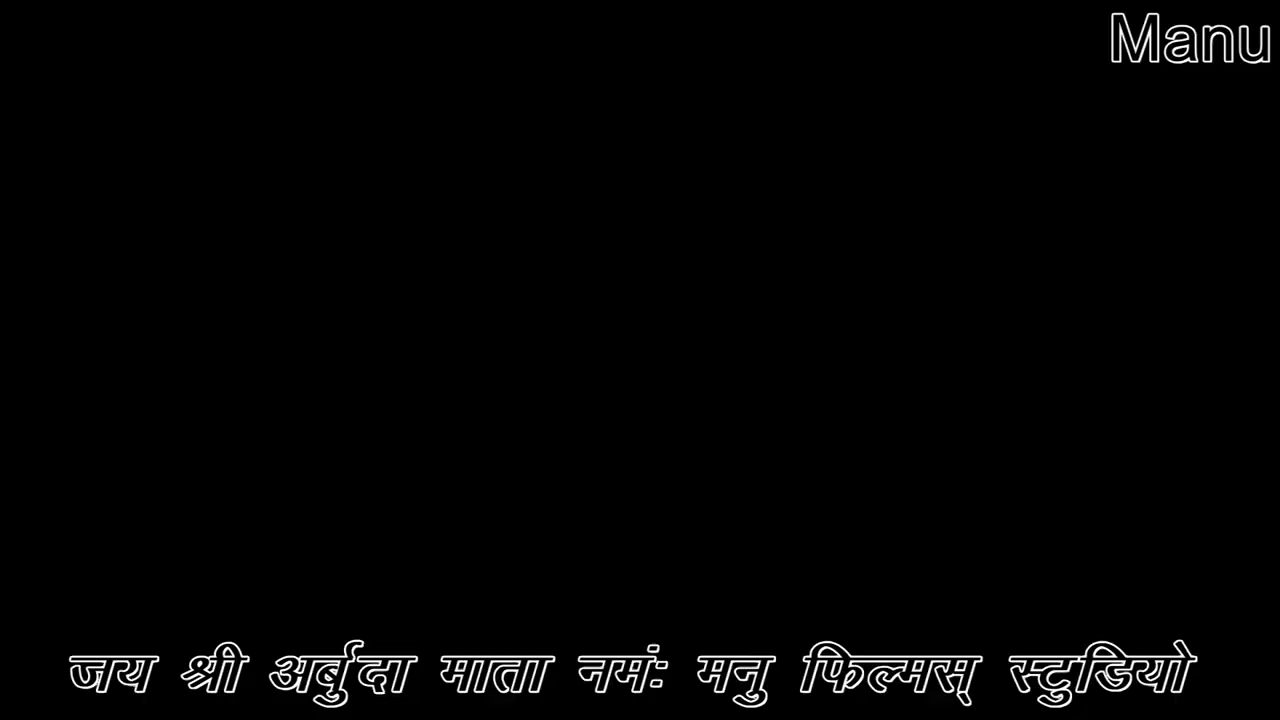 Manu
जय श्री अर्बुदा माता नमंः मनु फिल्मस् स्टुडियो